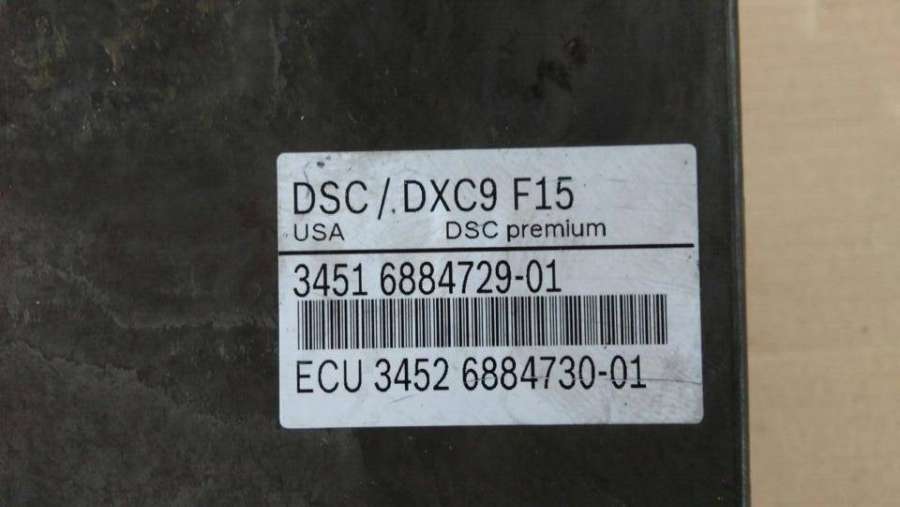 DSC /. DXC9 F15
USA DSC premium
3451 6884729-01
ECU 3452 6884730-01